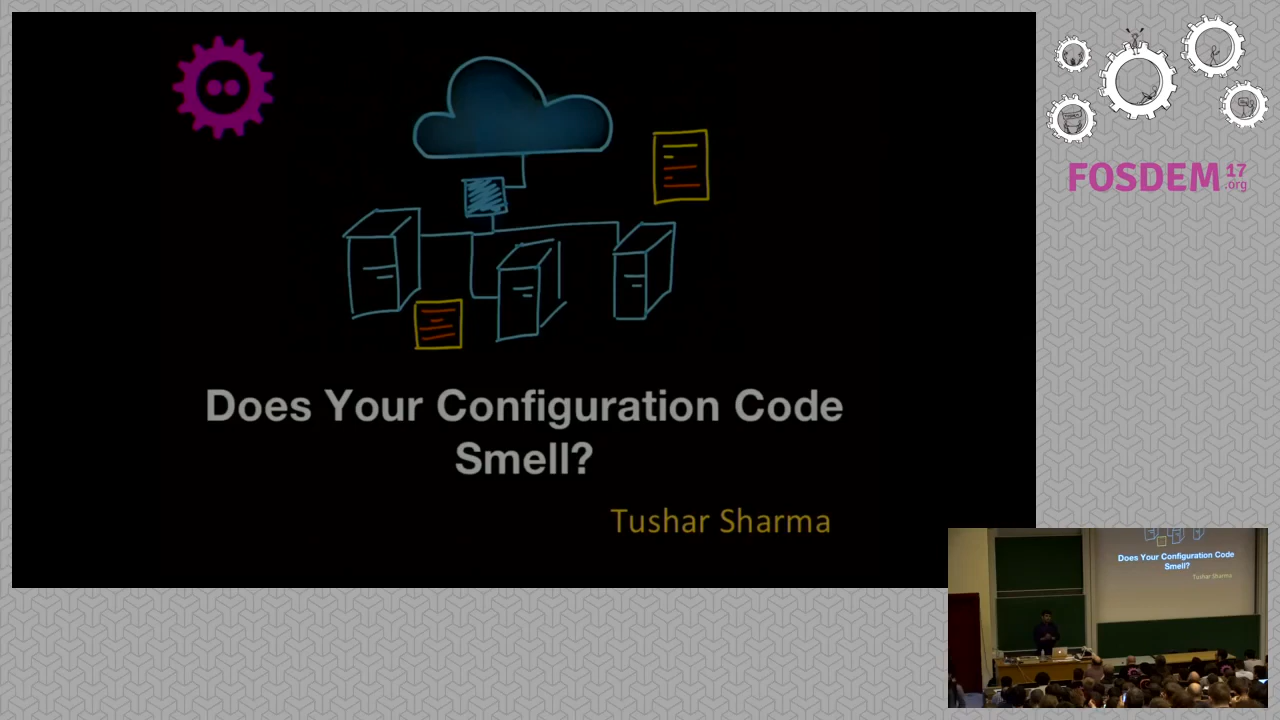 Does Your Configuration Code
Smell?
Tushar Sharma
FOSDEM 17
.org
Does Your Configuration Code
Smell?
Tushar Sharma